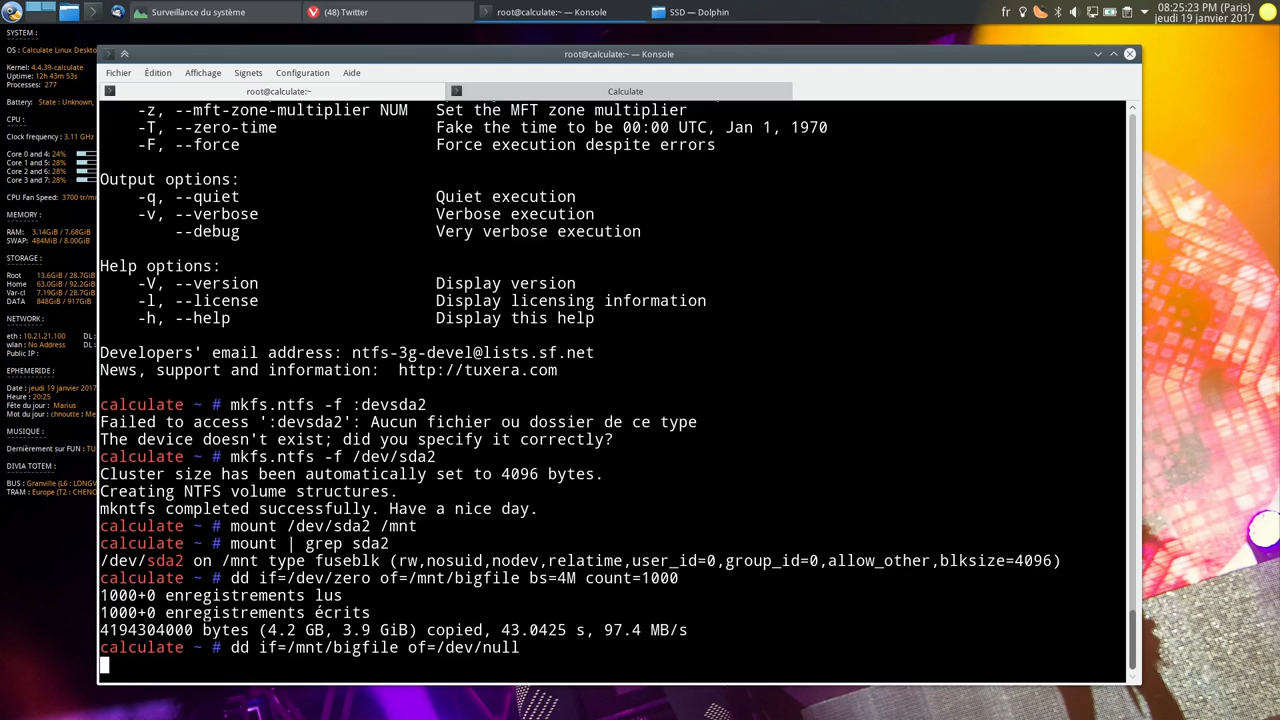 Surveillance du système
(48) Twitter
root@calculate:~ — Konsole
SSD — Dolphin
fr
08:25:23 PM (Paris)
jeudi 19 janvier 2017
SYSTEM :
OS : Calculate Linux Deskto
Kernel: 4.4.39-calculate
Uptime: 12h 43m 53s
Processes: 277
Battery: State : Unknown,
CPU :
Clock frequency : 3.11 GHz
Core 0 and 4: 24%
Core 1 and 5: 28%
Core 2 and 6: 28%
Core 3 and 7: 28%
CPU Fan Speed: 3700 tr/m
MEMORY :
RAM: 3.14GiB / 7.68GiB
SWAP: 484MiB / 8.00GiB
STORAGE :
Root 13.6GiB / 28.7GiB
Home 63.0GiB / 92.2GiB
Var-cl 7.19GiB / 28.7GiB
DATA 848GiB / 917GiB
NETWORK :
eth : 10.21.21.100 DL :
wlan : No Address DL :
Public IP :
EPHEMERIDE :
Date : jeudi 19 janvier 2017
Heure : 20:25
Fête du jour : Marius
Mot du jour : chnoutte : Me
MUSIQUE :
Dernièrement sur FUN : TU
DIVIA TOTEM :
BUS : Granville (L6 : LONGV
TRAM : Europe (T2 : CHENO
root@calculate:~ — Konsole
Fichier Édition Affichage Signets Configuration Aide
root@calculate:~
Calculate
-z, --mft-zone-multiplier NUM Set the MFT zone multiplier
-T, --zero-time Fake the time to be 00:00 UTC, Jan 1, 1970
-F, --force Force execution despite errors
Output options:
-q, --quiet Quiet execution
-v, --verbose Verbose execution
--debug Very verbose execution
Help options:
-V, --version Display version
-l, --license Display licensing information
-h, --help Display this help
Developers' email address: ntfs-3g-devel@lists.sf.net
News, support and information: http://tuxera.com
calculate ~ # mkfs.ntfs -f :devsda2
Failed to access ':devsda2': Aucun fichier ou dossier de ce type
The device doesn't exist; did you specify it correctly?
calculate ~ # mkfs.ntfs -f /dev/sda2
Cluster size has been automatically set to 4096 bytes.
Creating NTFS volume structures.
mkntfs completed successfully. Have a nice day.
calculate ~ # mount /dev/sda2 /mnt
calculate ~ # mount | grep sda2
/dev/sda2 on /mnt type fuseblk (rw,nosuid,nodev,relatime,user_id=0,group_id=0,allow_other,blksize=4096)
calculate ~ # dd if=/dev/zero of=/mnt/bigfile bs=4M count=1000
1000+0 enregistrements lus
1000+0 enregistrements écrits
4194304000 bytes (4.2 GB, 3.9 GiB) copied, 43.0425 s, 97.4 MB/s
calculate ~ # dd if=/mnt/bigfile of=/dev/null